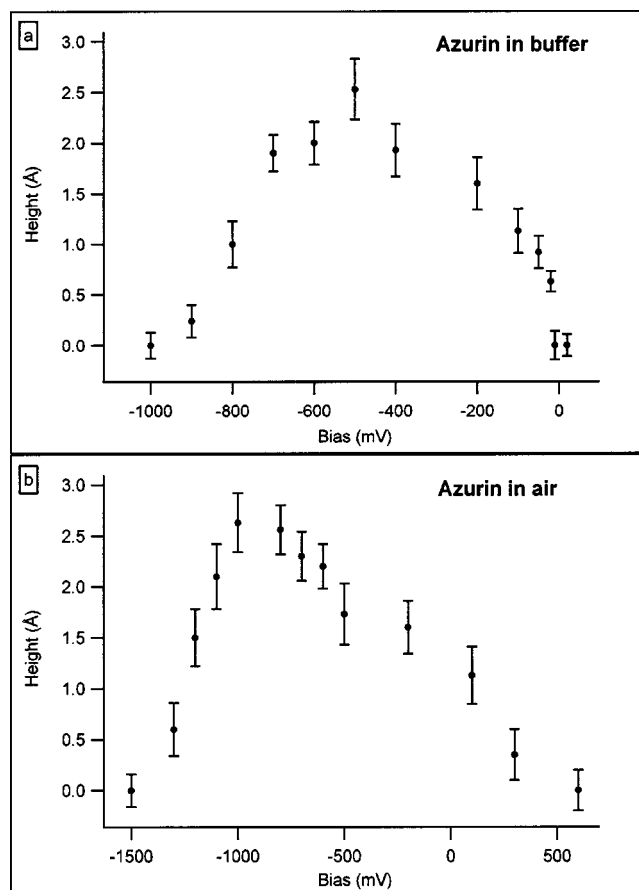 a
Azurin in buffer
3.0
2.5
2.0
1.5
1.0
0.5
0.0
Height (Å)
-1000 -800 -600 -400 -200 0
Bias (mV)
b
Azurin in air
3.0
2.5
2.0
1.5
1.0
0.5
0.0
Height (Å)
-1500 -1000 -500 0 500
Bias (mV)